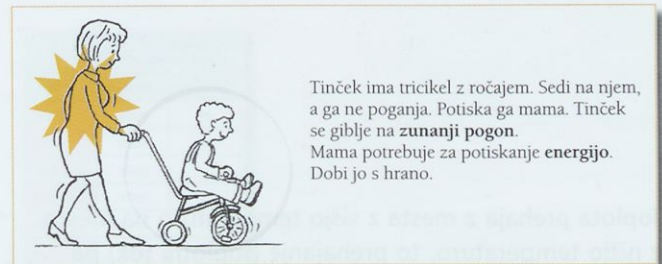 Tinček ima tricikel z ročajem. Sedi na njem,
a ga ne poganja. Potiska ga mama. Tinček
se giblje na zunanji pogon.
Mama potrebuje za potiskanje energijo.
Dobi jo s hrano.